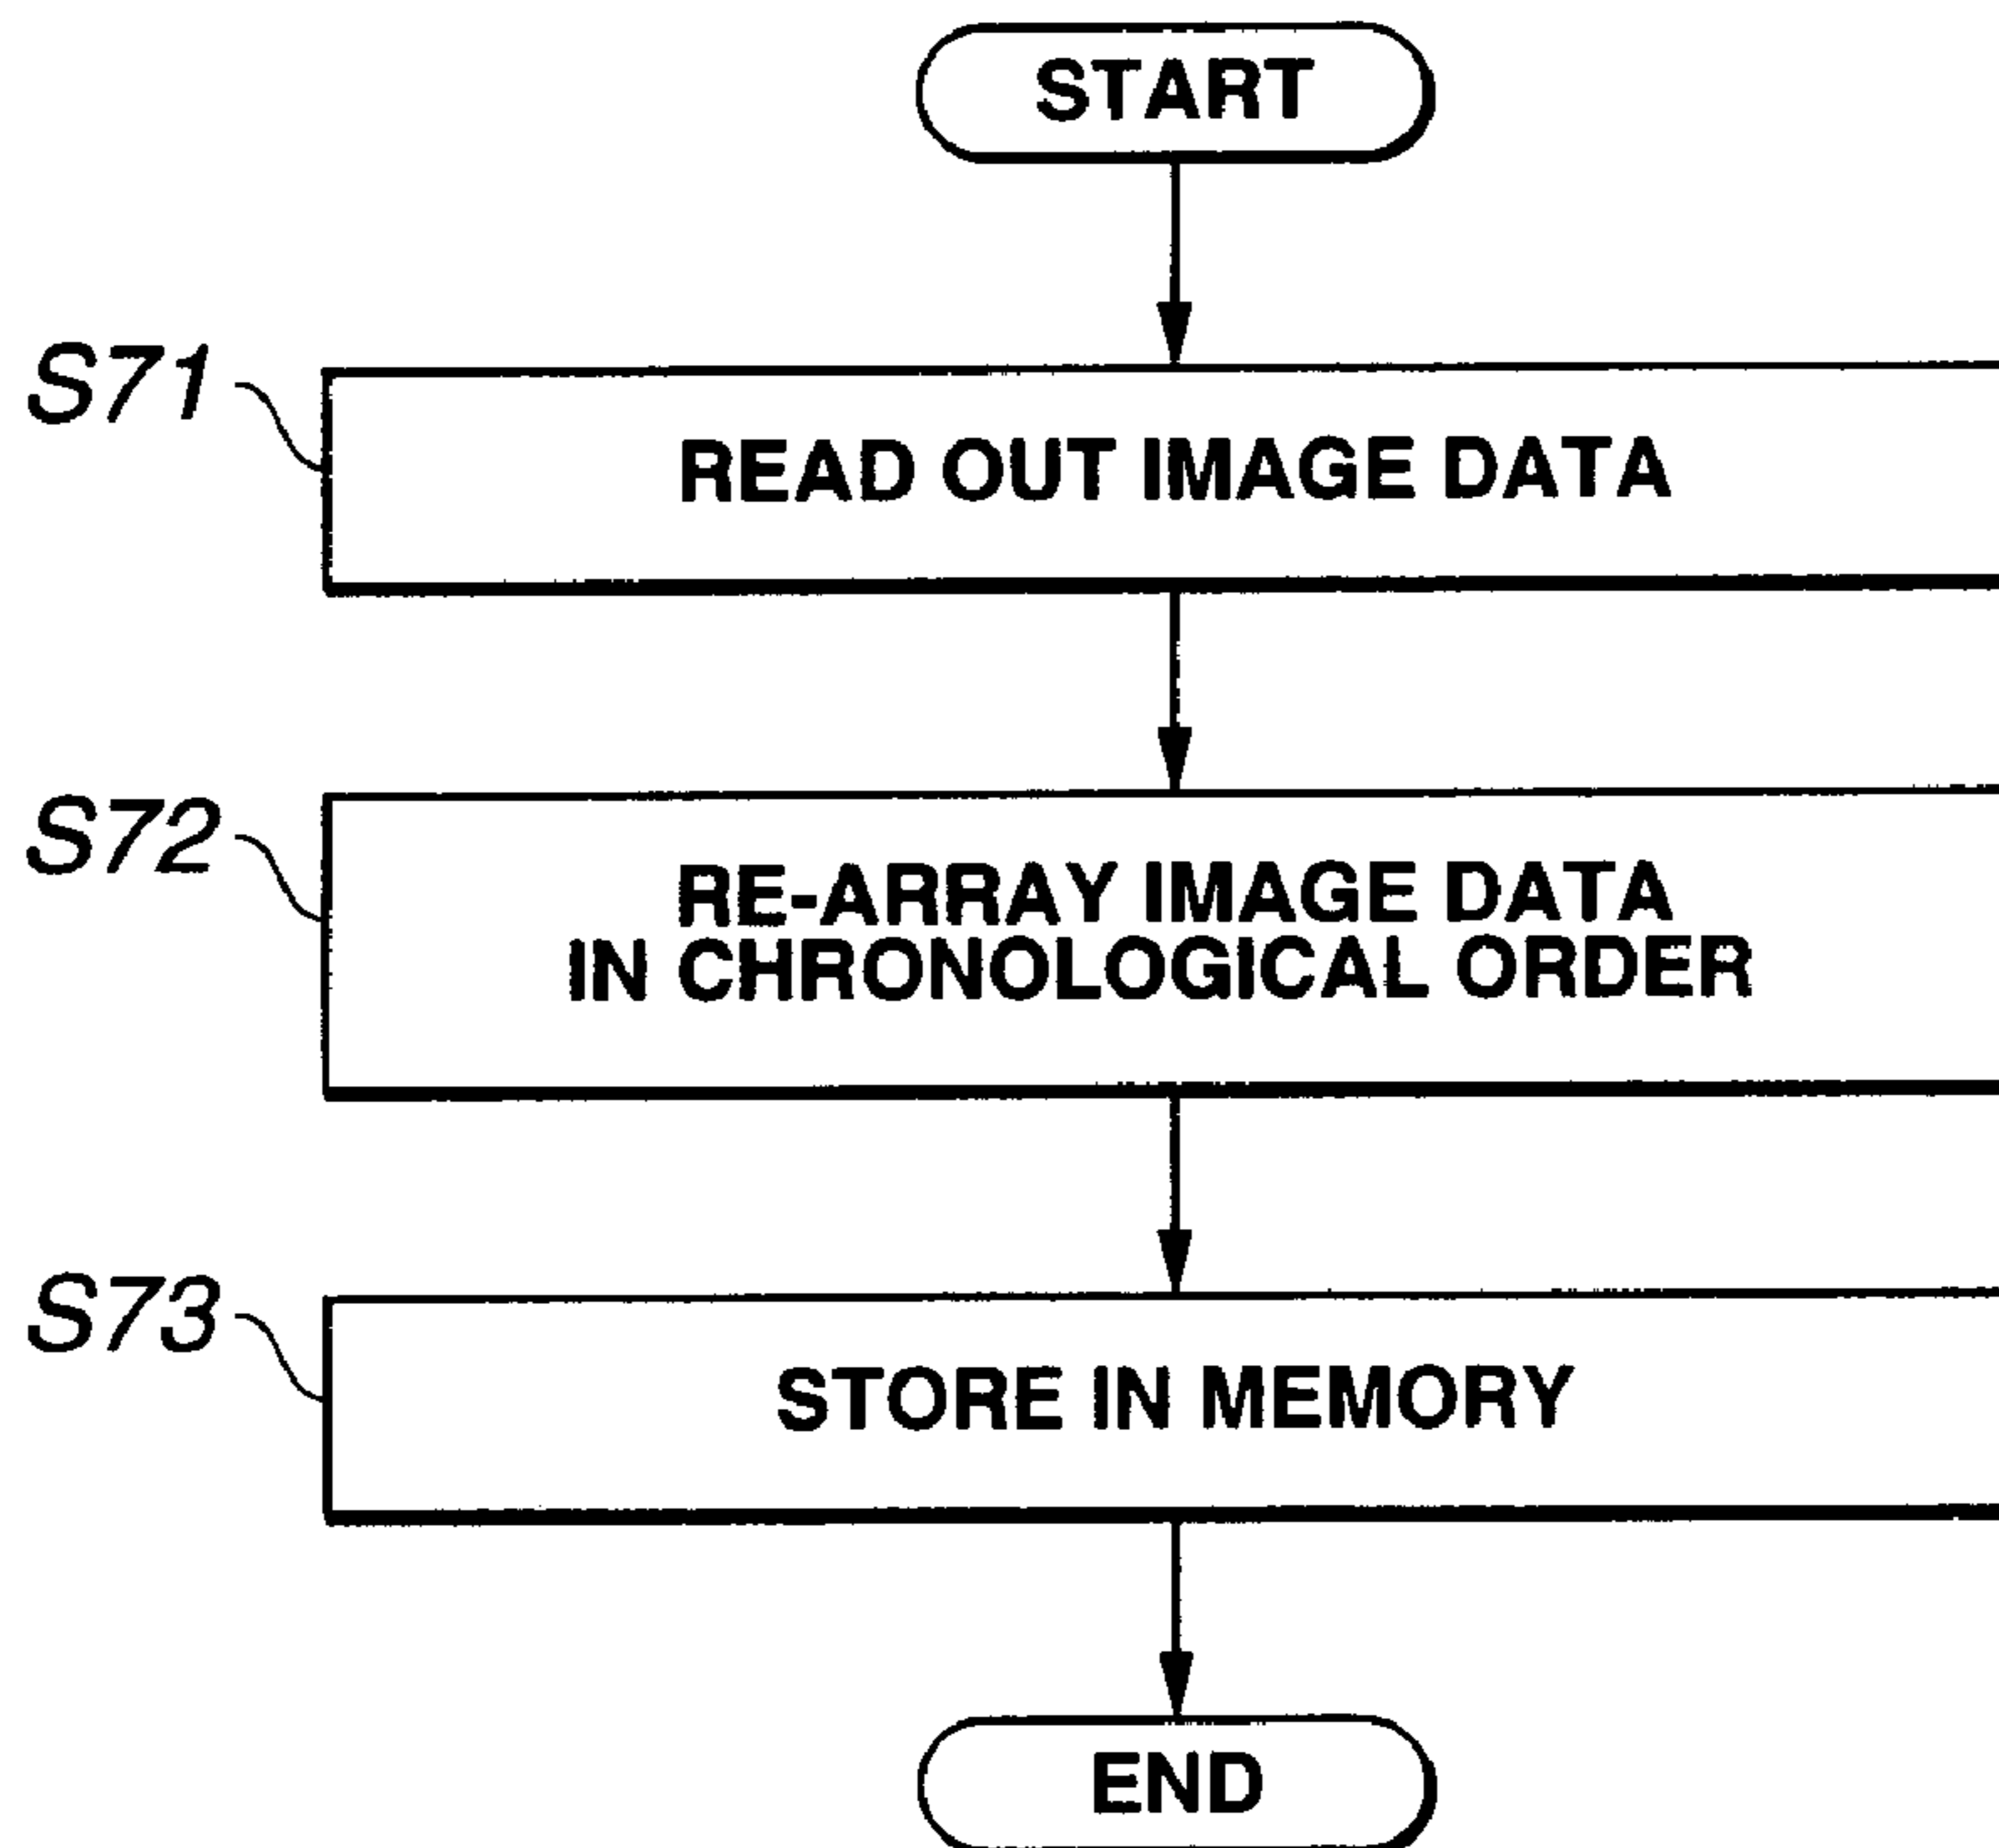 START
S71
READ OUT IMAGE DATA
S72
RE-ARRAY IMAGE DATA
IN CHRONOLOGICAL ORDER
S73
STORE IN MEMORY
END